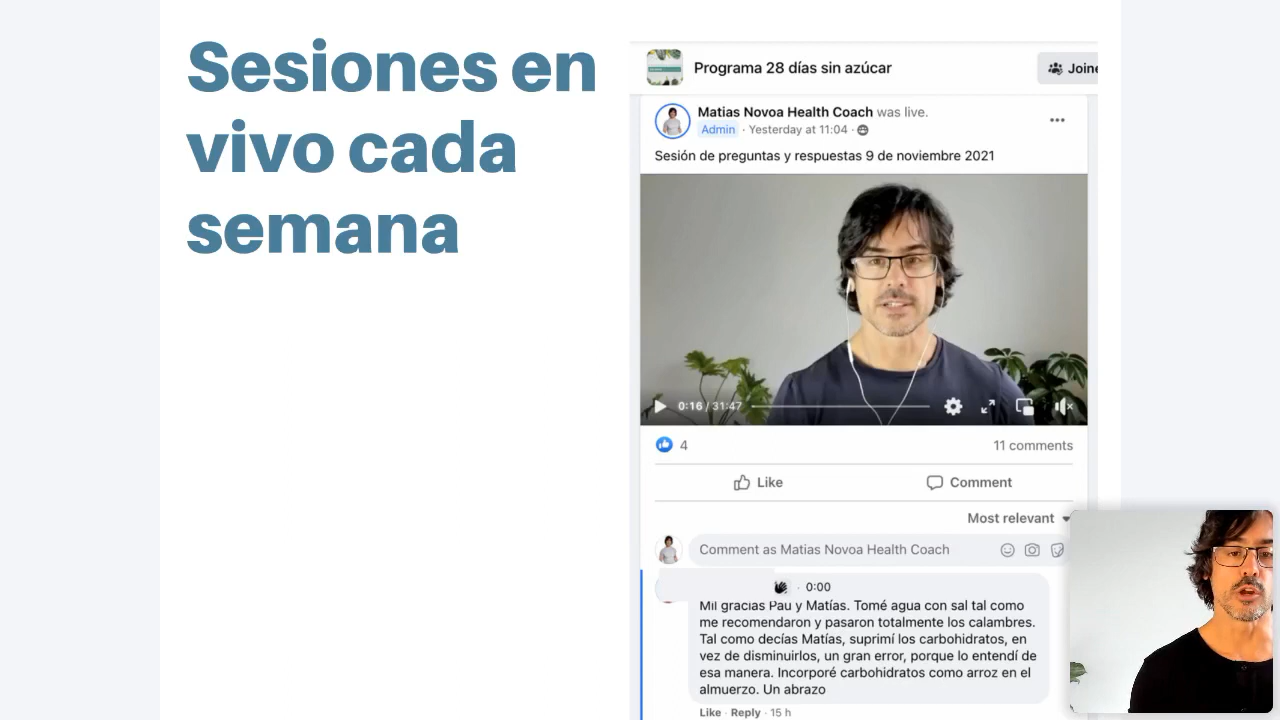 Sesiones en
vivo cada
semana
Programa 28 días sin azúcar
Joine
Matias Novoa Health Coach was live.
Admin · Yesterday at 11:04 ·
Sesión de preguntas y respuestas 9 de noviembre 2021
0:16 / 31:47
4
11 comments
Like
Comment
Most relevant
Comment as Matias Novoa Health Coach
· 0:00
Mil gracias Pau y Matías. Tomé agua con sal tal como
me recomendaron y pasaron totalmente los calambres.
Tal como decías Matías, suprimí los carbohidratos, en
vez de disminuirlos, un gran error, porque lo entendí de
esa manera. Incorporé carbohidratos como arroz en el
almuerzo. Un abrazo
Like · Reply · 15 h